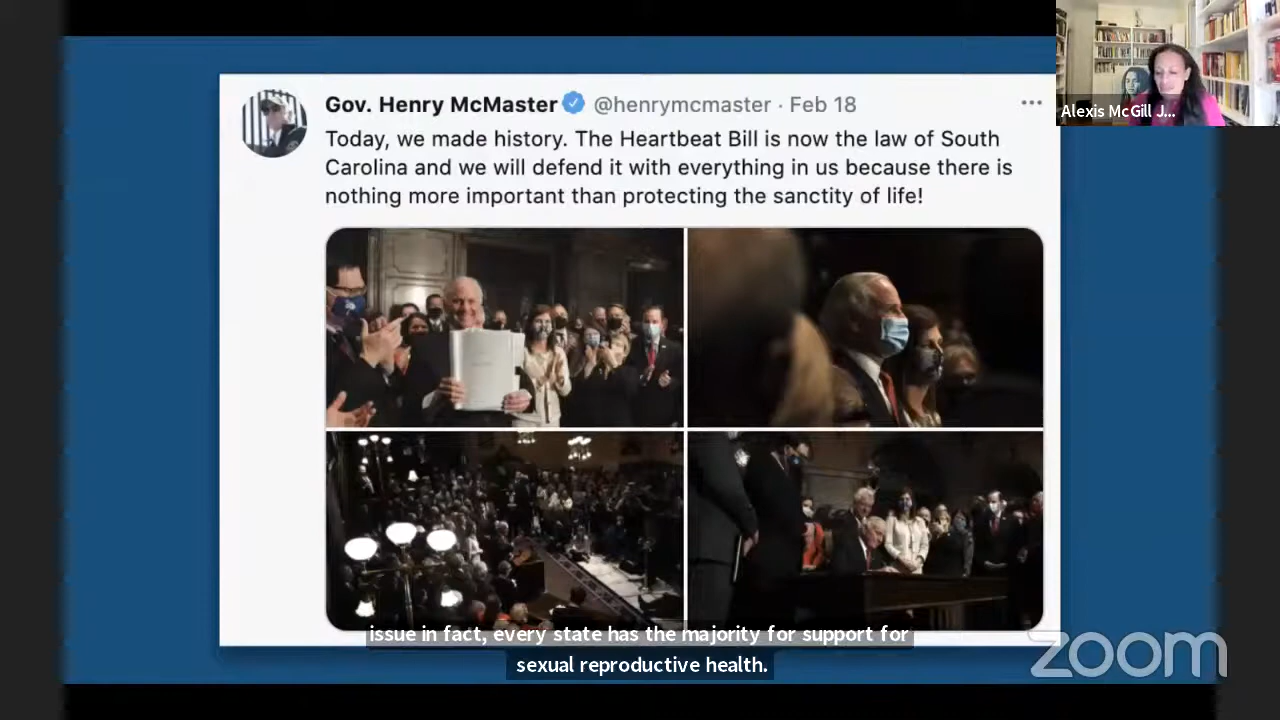 Gov. Henry McMaster @henrymcmaster · Feb 18
Today, we made history. The Heartbeat Bill is now the law of South
Carolina and we will defend it with everything in us because there is
nothing more important than protecting the sanctity of life!
Alexis McGill J...
issue in fact, every state has the majority for support for
sexual reproductive health.
zoom